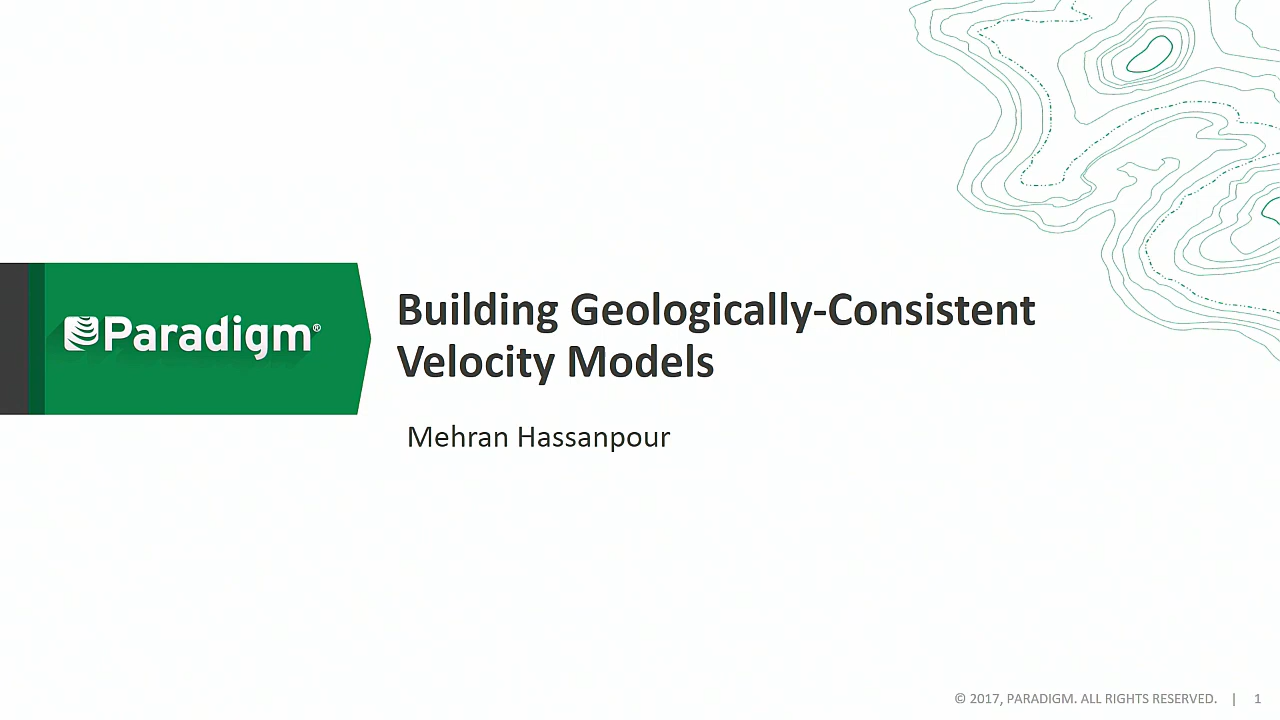 Paradigm®
Building Geologically-Consistent
Velocity Models
Mehran Hassanpour
© 2017, PARADIGM. ALL RIGHTS RESERVED. | 1